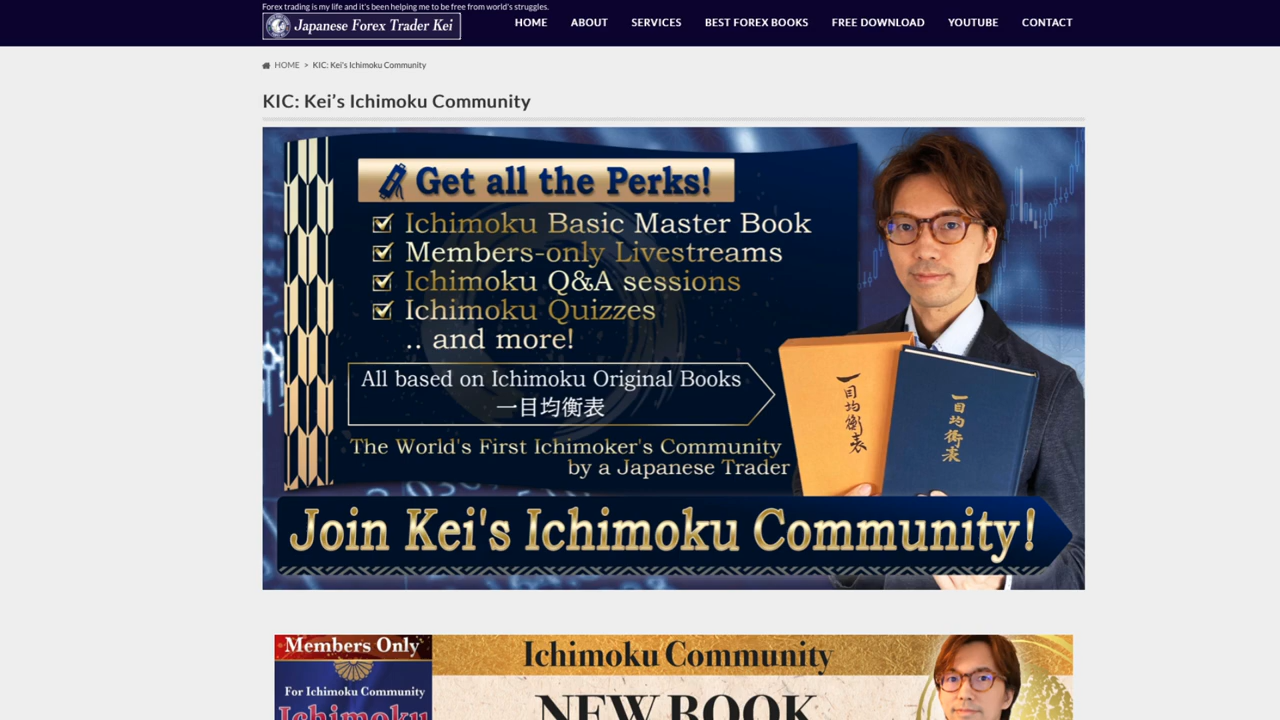 Forex trading is my life and it's been helping me to be free from world's struggles.
Japanese Forex Trader Kei
HOME ABOUT SERVICES BEST FOREX BOOKS FREE DOWNLOAD YOUTUBE CONTACT
HOME > KIC: Kei's Ichimoku Community
KIC: Kei's Ichimoku Community
Get all the Perks!
Ichimoku Basic Master Book
Members-only Livestreams
Ichimoku Q&A sessions
Ichimoku Quizzes
.. and more!
All based on Ichimoku Original Books
一目均衡表
The World's First Ichimoker's Community
by a Japanese Trader
一目均衡表
一目均衡表
Join Kei's Ichimoku Community!
Members Only
For Ichimoku Community
Ichimoku
Ichimoku Community
NEW BOOK